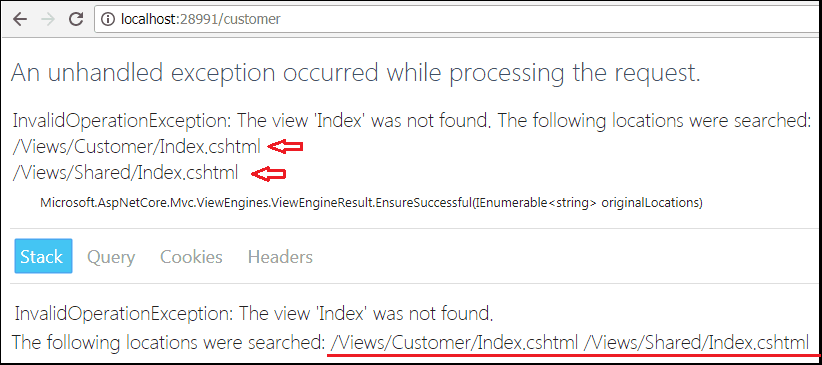 localhost:28991/customer
An unhandled exception occurred while processing the request.
InvalidOperationException: The view 'Index' was not found. The following locations were searched:
/Views/Customer/Index.cshtml
/Views/Shared/Index.cshtml
Microsoft.AspNetCore.Mvc.ViewEngines.ViewEngineResult.EnsureSuccessful(IEnumerable<string> originalLocations)
Stack Query Cookies Headers
InvalidOperationException: The view 'Index' was not found.
The following locations were searched: /Views/Customer/Index.cshtml /Views/Shared/Index.cshtml